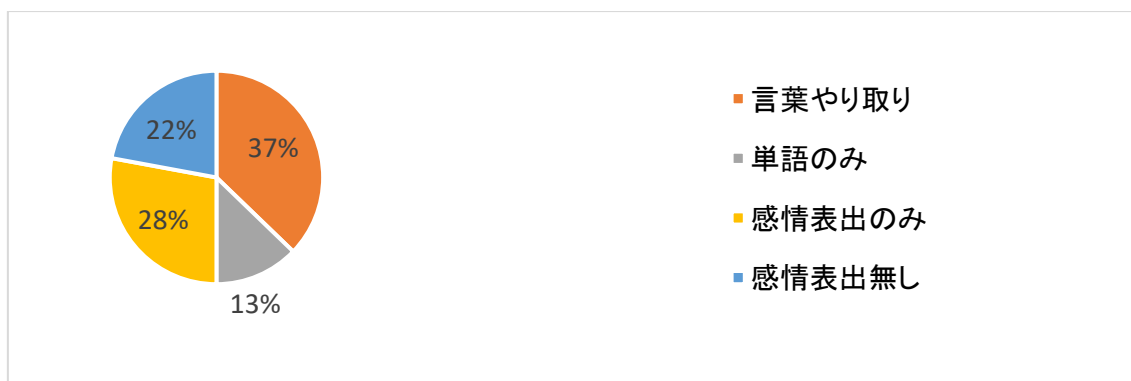 22%
37%
28%
13%
言葉やり取り
単語のみ
感情表出のみ
感情表出無し